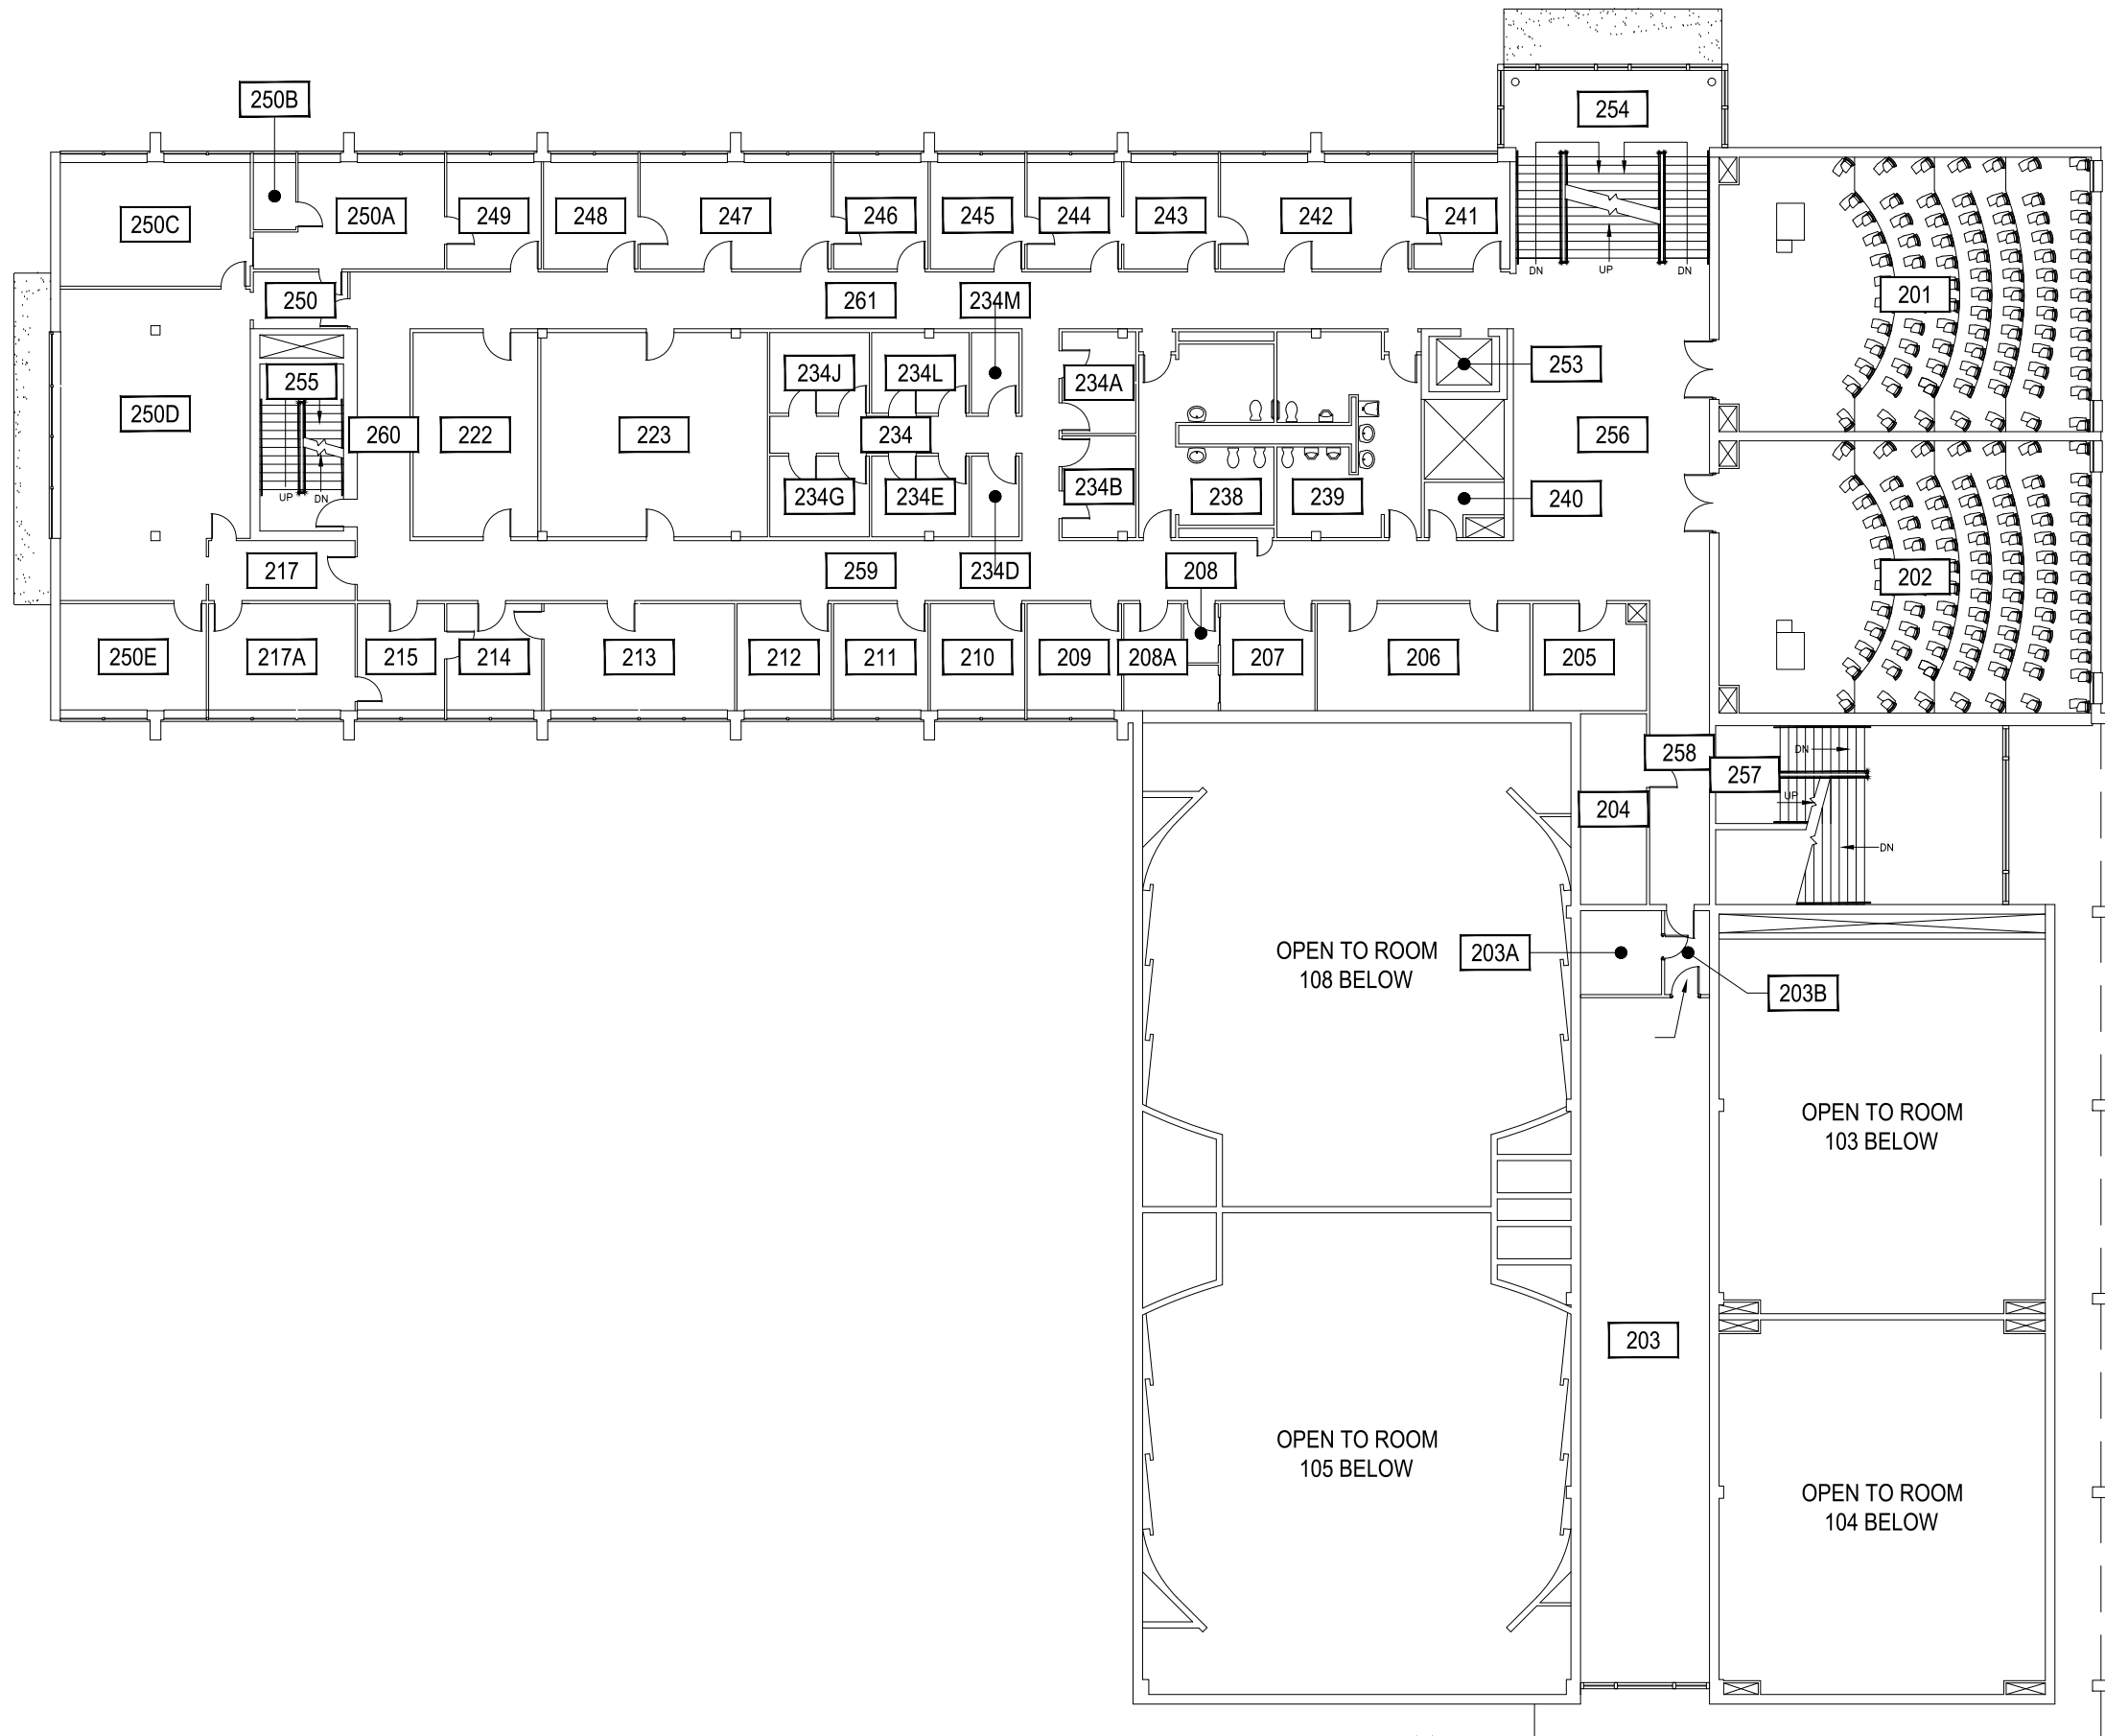 250B
254
250C
250A
249
248
247
246
245
244
243
242
241
DN
UP
DN
201
250
261
234M
255
234J
234L
234A
253
250D
260
222
223
234
256
UP
DN
234G
234E
234B
238
239
240
217
259
234D
208
202
250E
217A
215
214
213
212
211
210
209
208A
207
206
205
258
DN
257
UP
204
DN
OPEN TO ROOM
108 BELOW
203A
203B
OPEN TO ROOM
103 BELOW
203
OPEN TO ROOM
105 BELOW
OPEN TO ROOM
104 BELOW